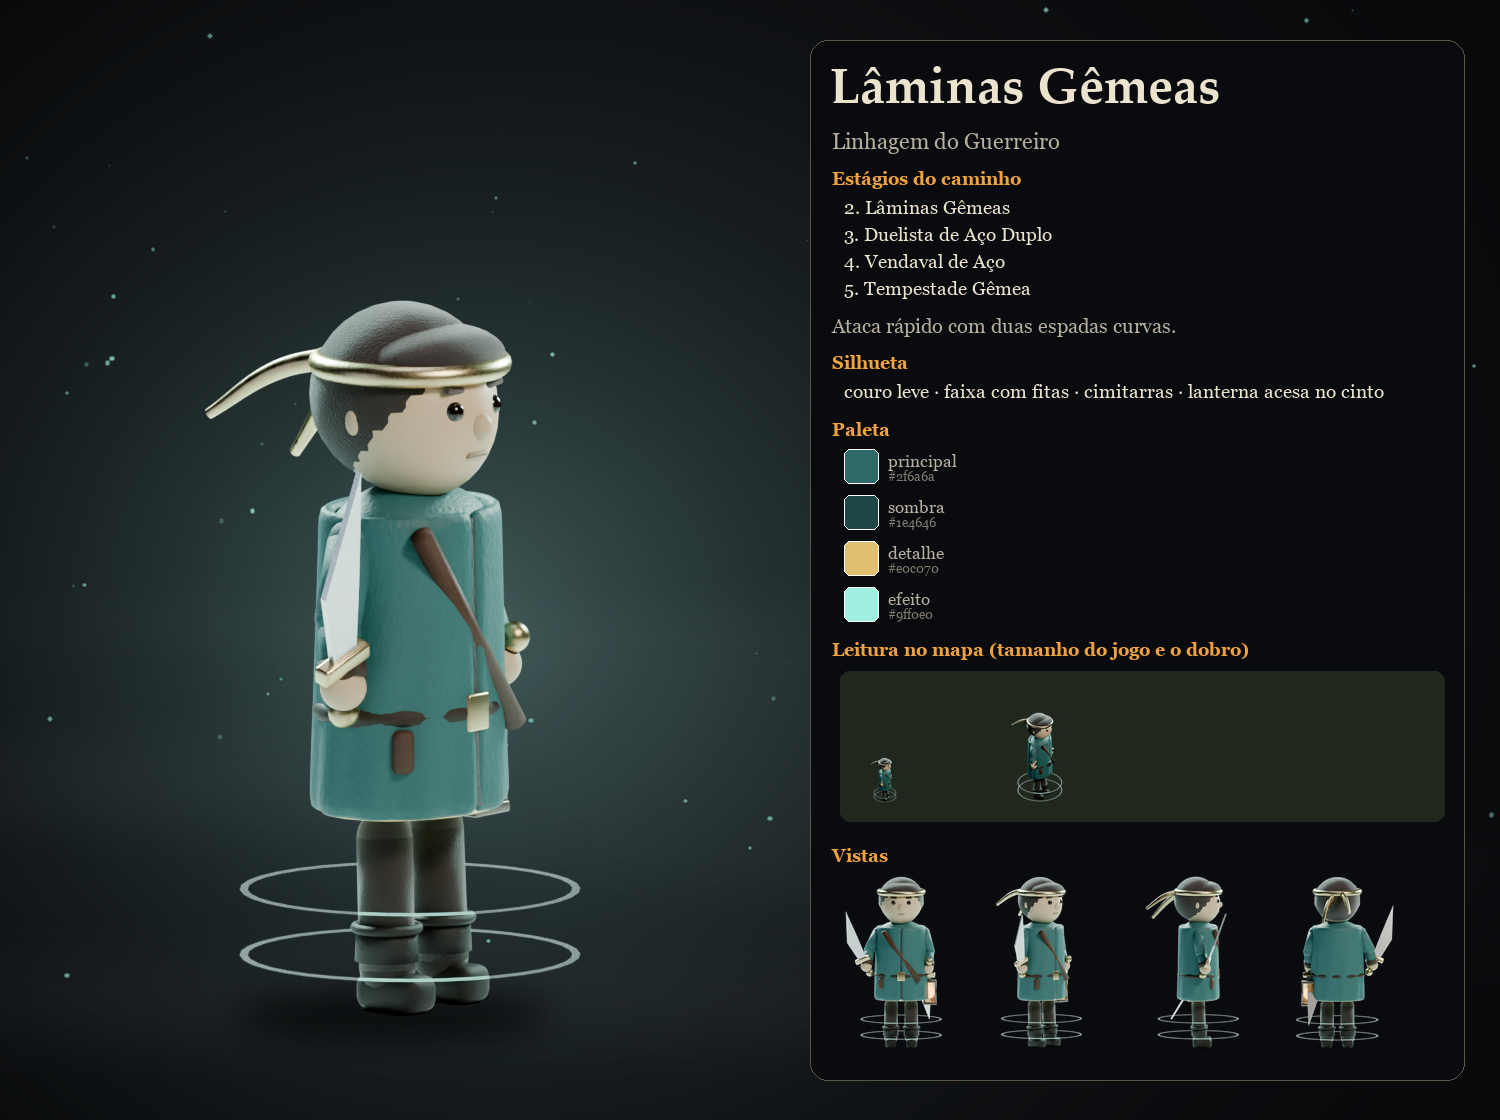 Lâminas Gêmeas
Linhagem do Guerreiro
Estágios do caminho
2. Lâminas Gêmeas
3. Duelista de Aço Duplo
4. Vendaval de Aço
5. Tempestade Gêmea
Ataca rápido com duas espadas curvas.
Silhueta
couro leve · faixa com fitas · cimitarras · lanterna acesa no cinto
Paleta
principal
#2f6a6a
sombra
#1e4646
detalhe
#e0c070
efeito
#9ff0e0
Leitura no mapa (tamanho do jogo e o dobro)
Vistas